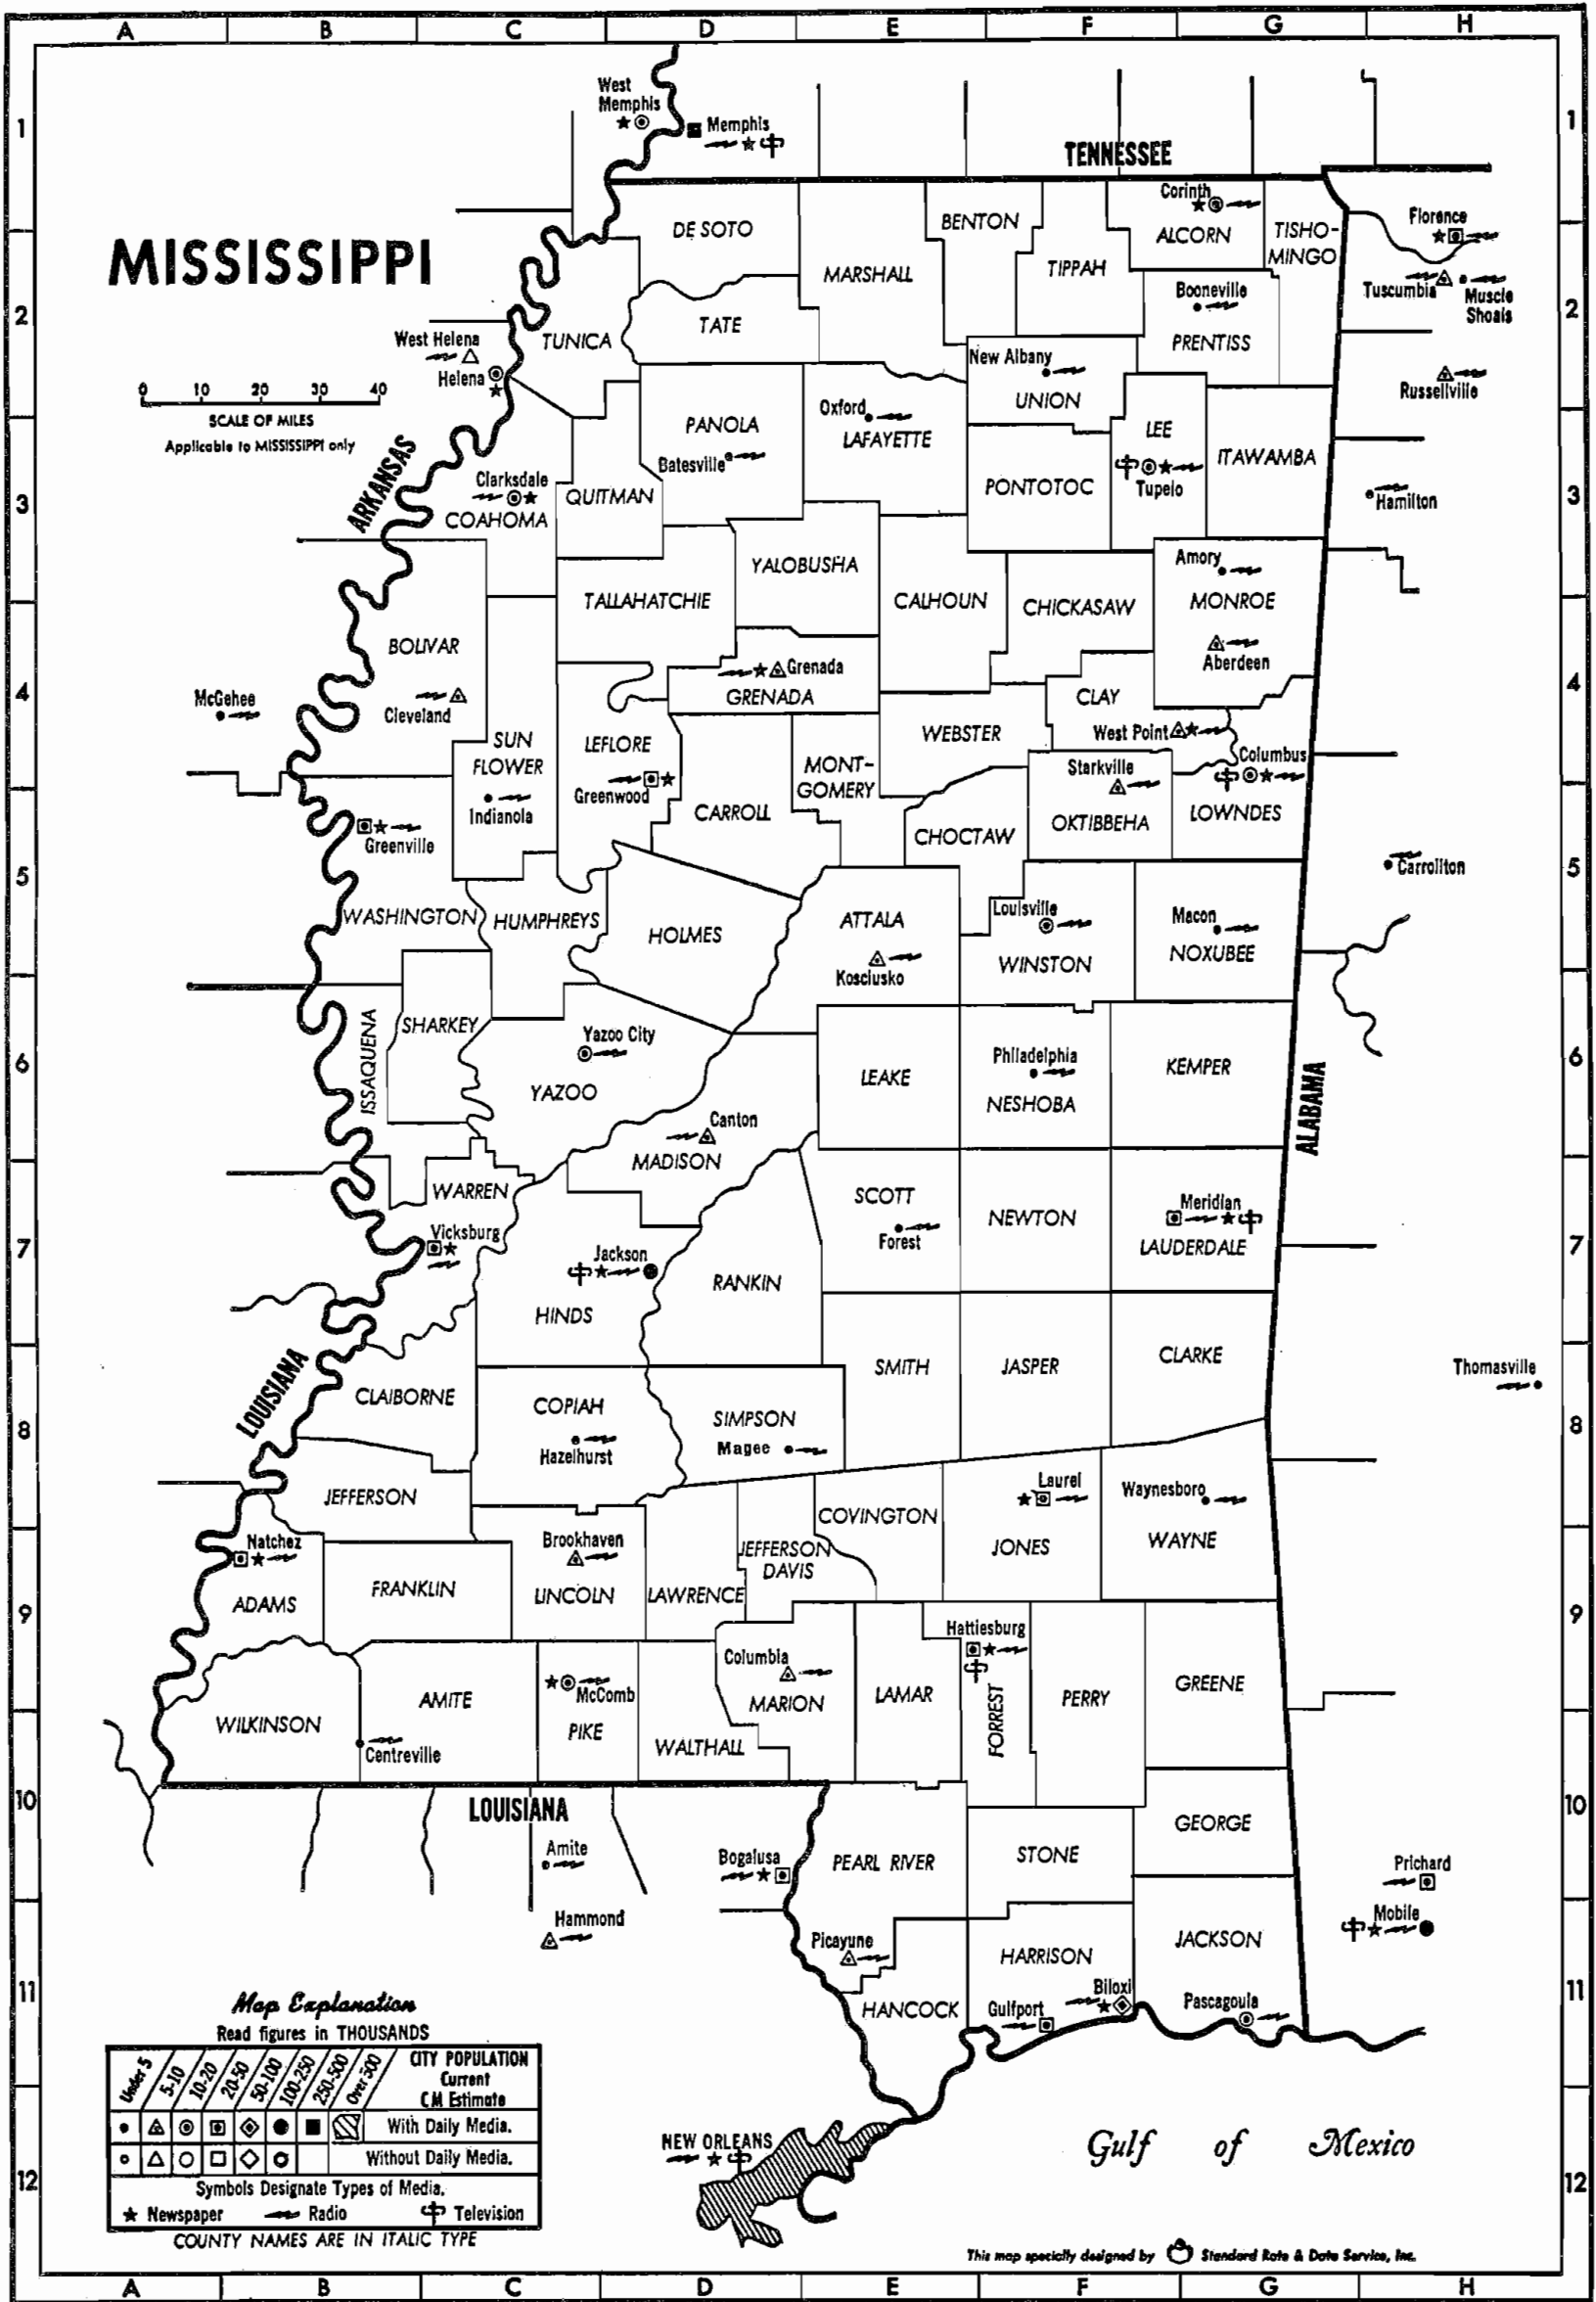 A B C D E F G H
West
Memphis
1 Memphis 1
TENNESSEE
Corinth
DE SOTO BENTON Florence
MISSISSIPPI ALCORN TISHO-
MINGO
MARSHALL TIPPAH
Booneville Tuscumbia Muscle
Shoals
2 TATE 2
West Helena TUNICA PRENTISS
New Albany
Helena
0 10 20 30 40 Russellville
SCALE OF MILES UNION
Oxford
Applicable to MISSISSIPPI only PANOLA LAFAYETTE LEE
ARKANSAS Batesville ITAWAMBA
Clarksdale PONTOTOC Tupelo
3 QUITMAN Hamilton 3
COAHOMA
Amory
YALOBUSHA
TALLAHATCHIE CALHOUN CHICKASAW MONROE
BOLIVAR
Grenada Aberdeen
McGehee GRENADA CLAY
4 Cleveland 4
WEBSTER West Point
SUN
FLOWER LEFLORE Columbus
MONT-
GOMERY Starkville
Greenwood
Indianola CARROLL LOWNDES
OKTIBBEHA
Greenville CHOCTAW
5 Carrollton 5
WASHINGTON HUMPHREYS ATTALA Louisville Macon
HOLMES
NOXUBEE
Kosciusko WINSTON
ISSAQUENA SHARKEY
Yazoo City
6 Philadelphia KEMPER 6
LEAKE
YAZOO NESHOBA ALABAMA
Canton
MADISON
WARREN SCOTT Meridian
NEWTON
Vicksburg Forest
7 LAUDERDALE 7
Jackson
RANKIN
HINDS
LOUISIANA SMITH JASPER CLARKE
Thomasville
CLAIBORNE
COPIAH SIMPSON
8 Magee 8
Hazelhurst
JEFFERSON Laurel Waynesboro
COVINGTON
Natchez Brookhaven
JEFFERSON
DAVIS JONES WAYNE
FRANKLIN LINCOLN LAWRENCE
9 ADAMS 9
Hattiesburg
Columbia
McComb
AMITE MARION LAMAR PERRY GREENE
WILKINSON PIKE FORREST
WALTHALL
Centreville
10 LOUISIANA 10
GEORGE
Amite
Bogalusa PEARL RIVER STONE
Prichard
Hammond Mobile
Picayune JACKSON
HARRISON
11 11
Map Explanation Biloxi
HANCOCK Gulfport Pascagoula
Read figures in THOUSANDS
Under 5 5-10 10-20 20-50 50-100 100-250 250-500 Over 500
CITY POPULATION
Current
C.M Estimate
With Daily Media.
Without Daily Media.
NEW ORLEANS Gulf of Mexico
12 12
Symbols Designate Types of Media.
Newspaper Radio Television
COUNTY NAMES ARE IN ITALIC TYPE
This map specially designed by Standard Rate & Data Service, Inc.
A B C D E F G H